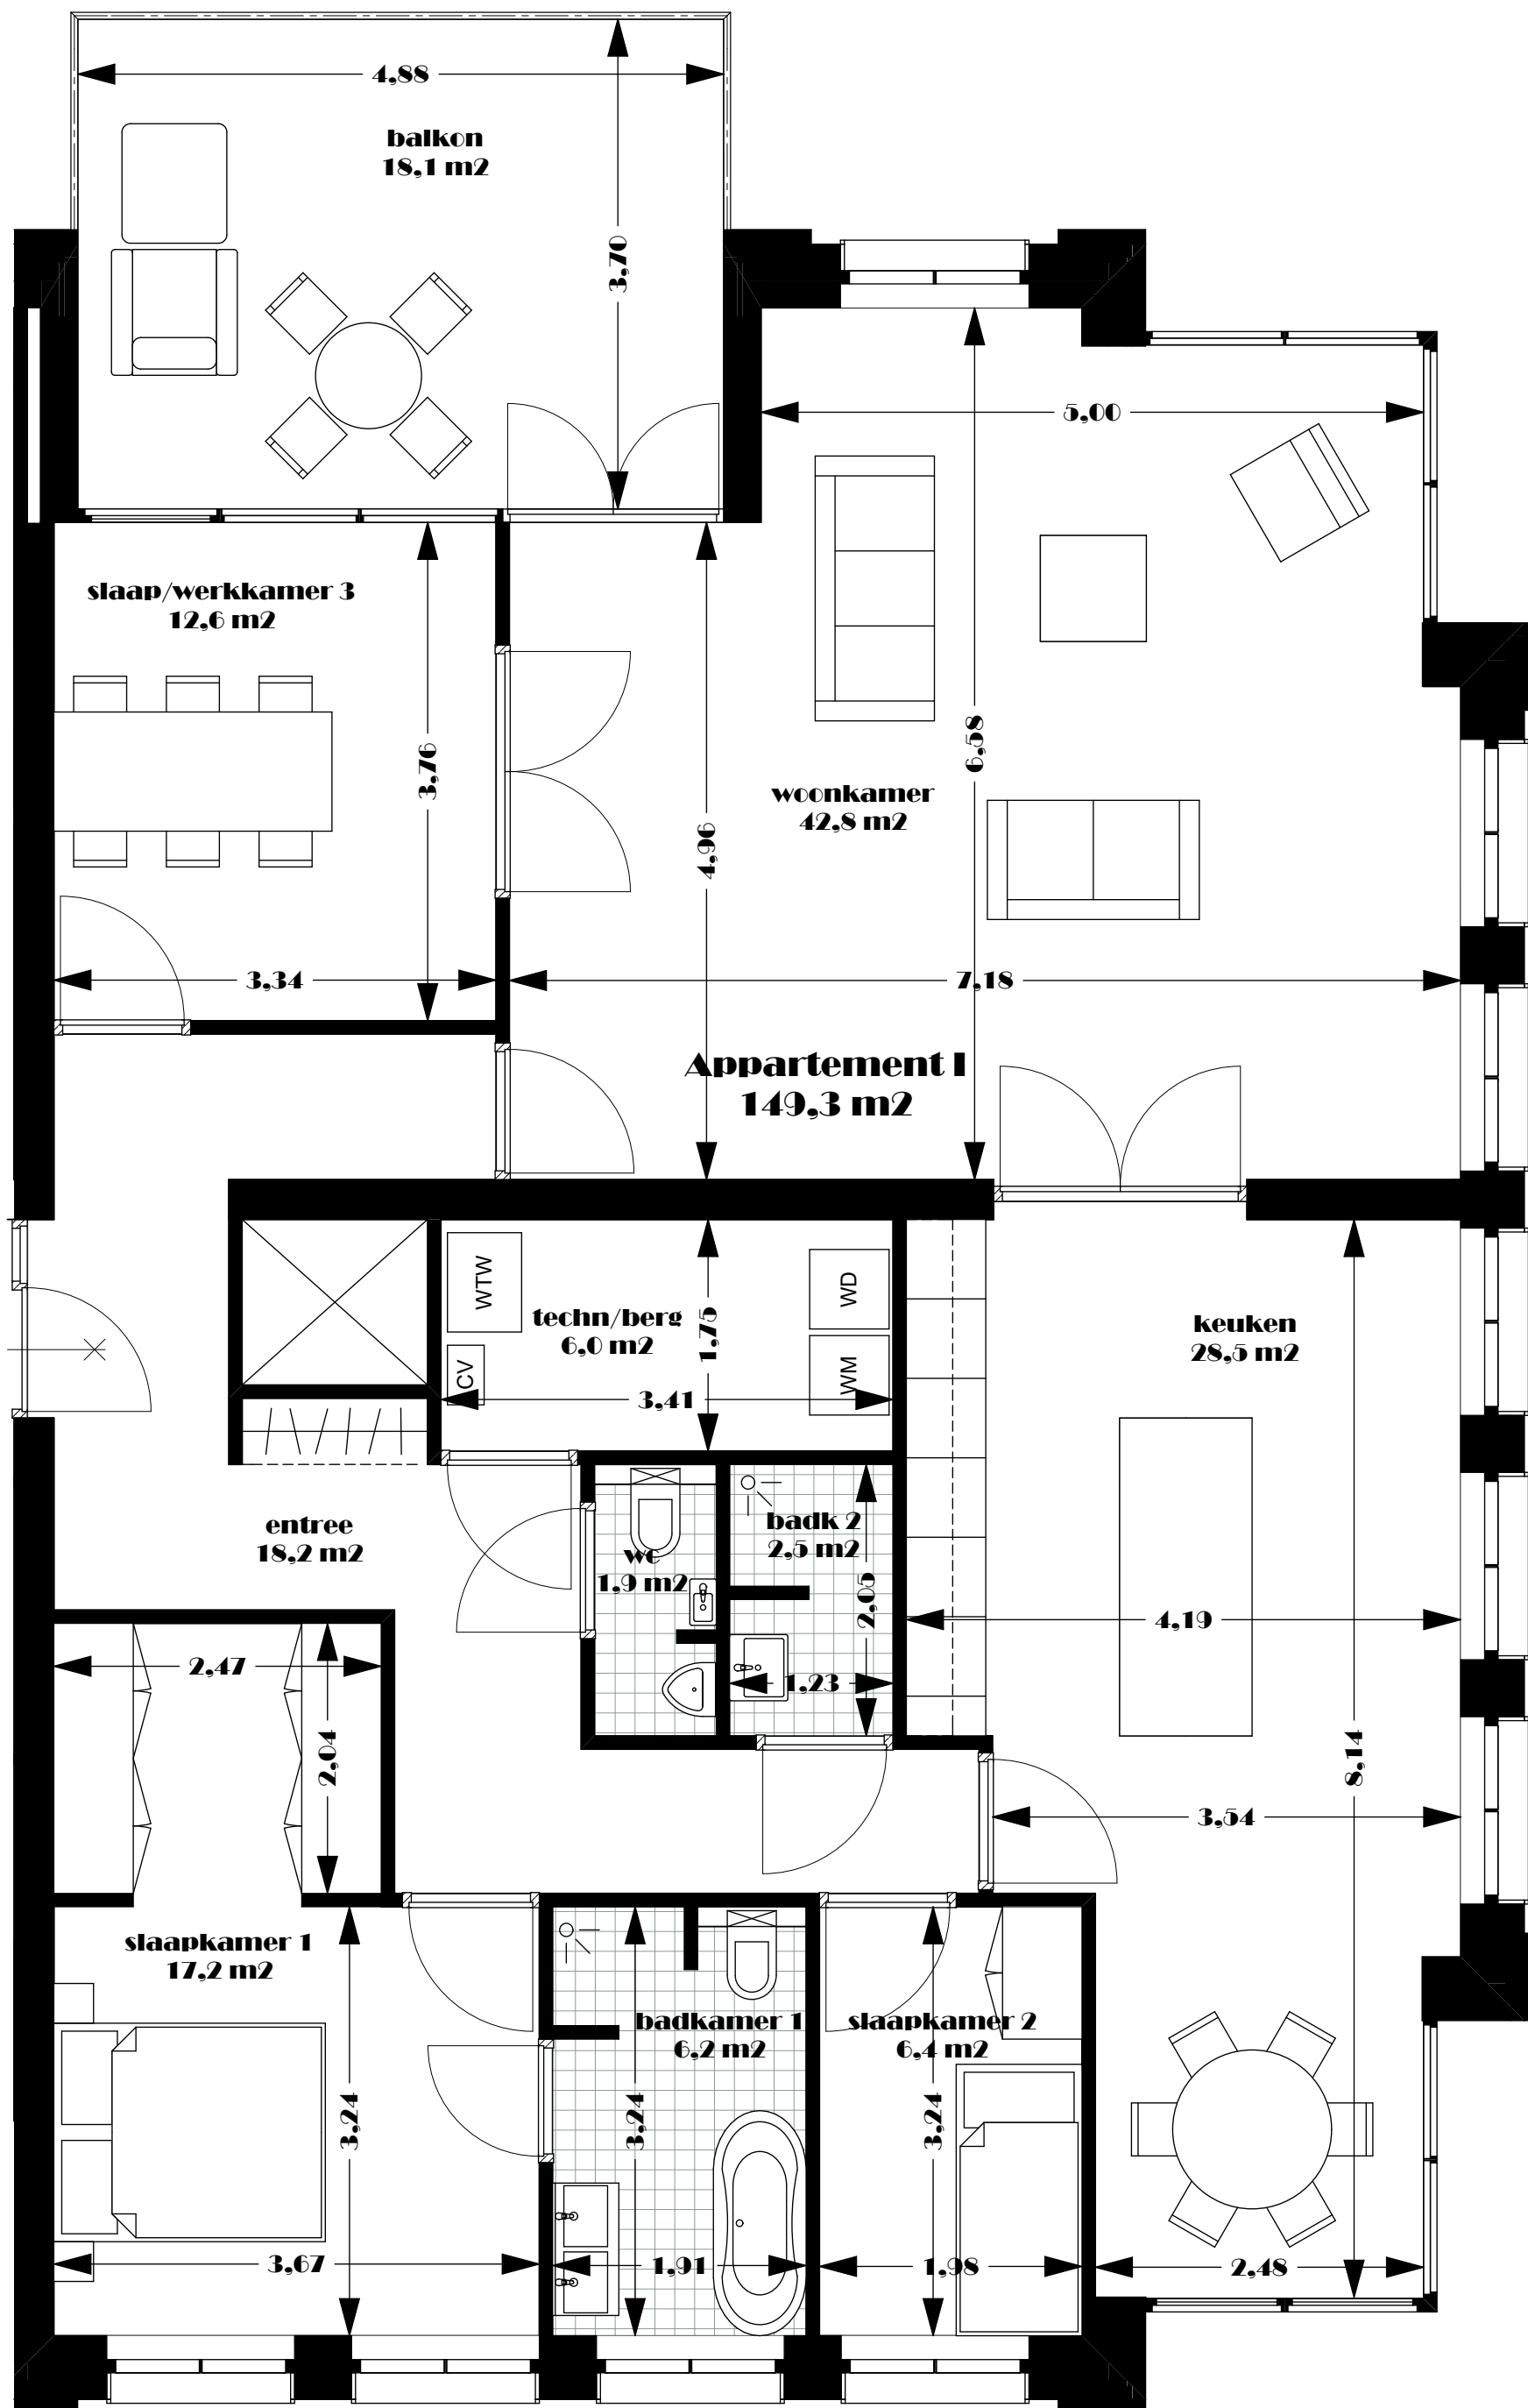 4,88
balkon
18,1 m2
3,70
5,00
slaap/werkkamer 3
12,6 m2
3,76
6,58
woonkamer
42,8 m2
4,96
3,34
7,18
Appartement I
149,3 m2
WTW
WD
techn/berg
6,0 m2
1,75
keuken
28,5 m2
CV
WM
3,41
entree
18,2 m2
badk 2
2,5 m2
wc
1,9 m2
2,05
4,19
2,47
1,23
2,04
8,14
3,54
slaapkamer 1
17,2 m2
badkamer 1
6,2 m2
slaapkamer 2
6,4 m2
3,24
3,24
3,24
3,67
1,91
1,98
2,48